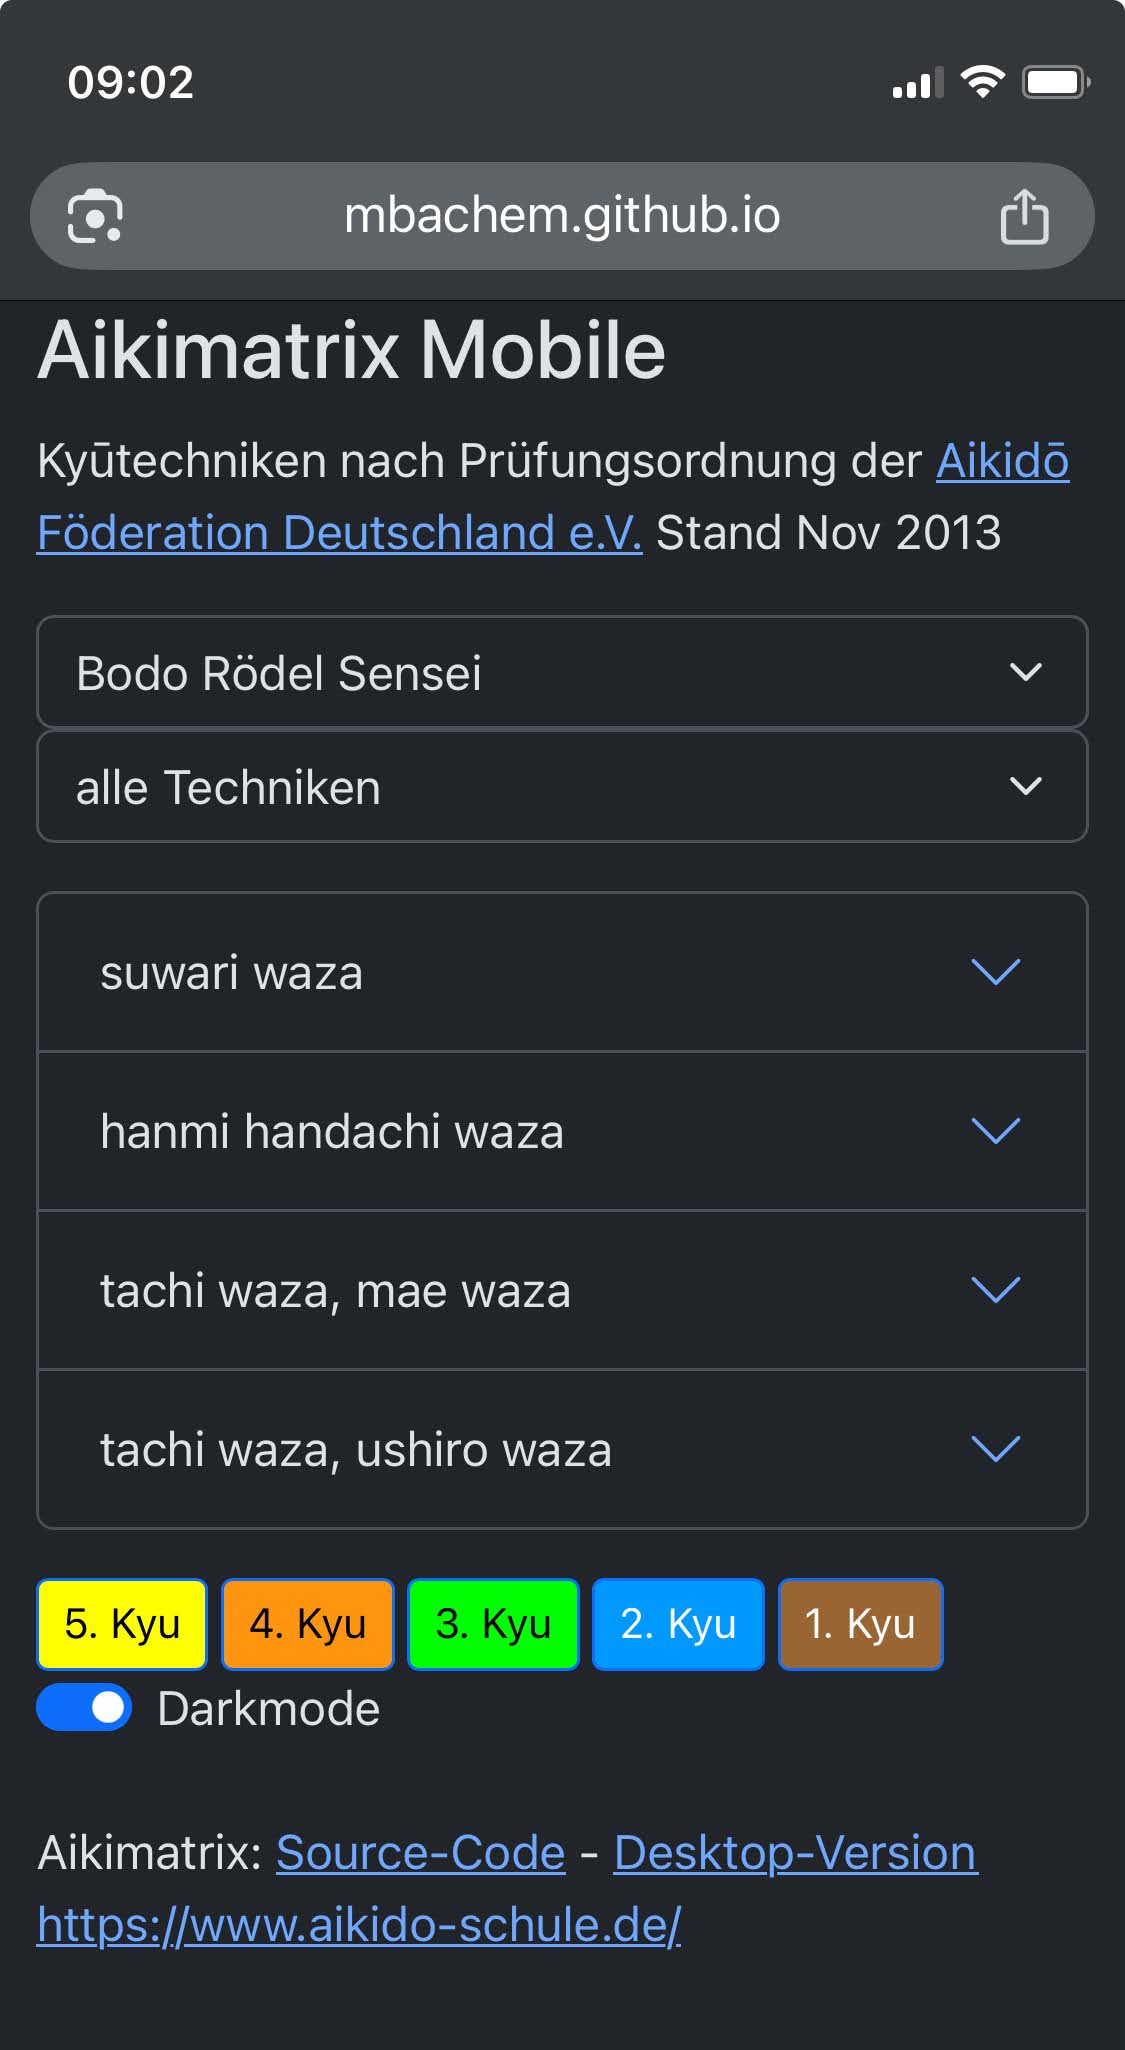 09:02
mbachem.github.io
Aikimatrix Mobile
Kyūtechniken nach Prüfungsordnung der Aikidō
Föderation Deutschland e.V. Stand Nov 2013
Bodo Rödel Sensei
alle Techniken
suwari waza
hanmi handachi waza
tachi waza, mae waza
tachi waza, ushiro waza
5. Kyu 4. Kyu 3. Kyu 2. Kyu 1. Kyu
Darkmode
Aikimatrix: Source-Code - Desktop-Version
https://www.aikido-schule.de/